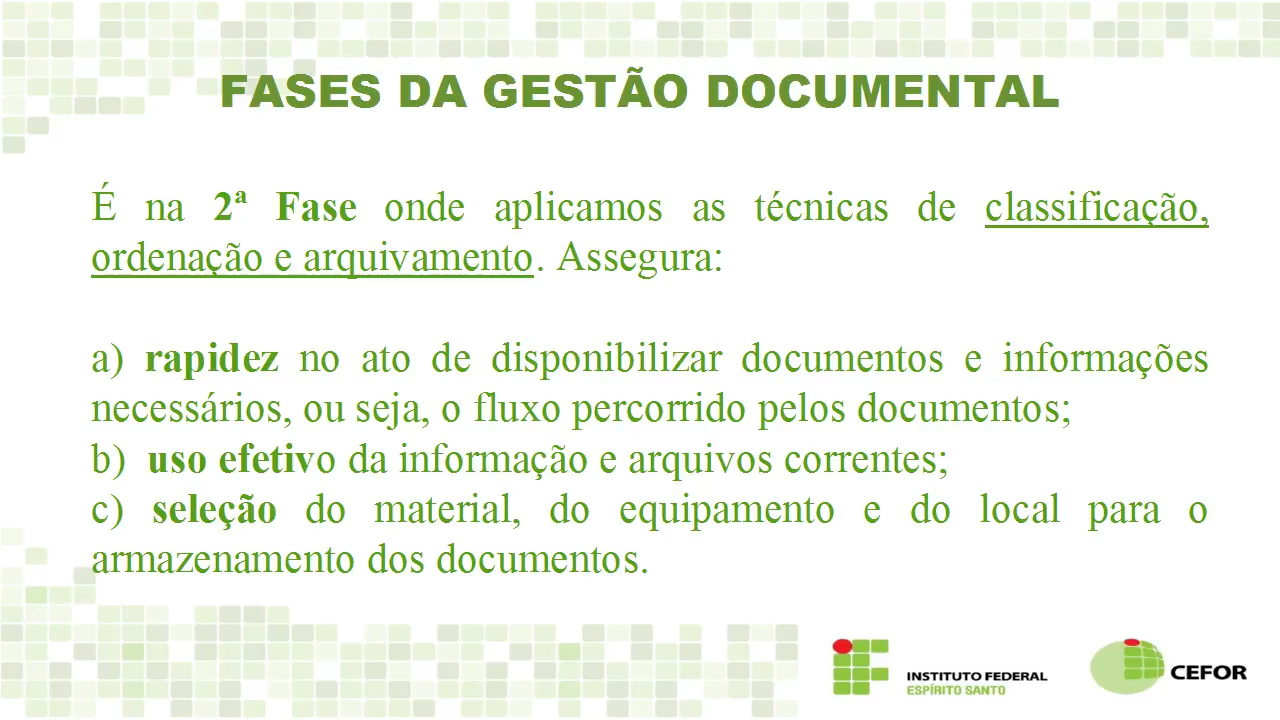 FASES DA GESTÃO DOCUMENTAL
É na 2ª Fase onde aplicamos as técnicas de classificação,
ordenação e arquivamento. Assegura:
a) rapidez no ato de disponibilizar documentos e informações
necessários, ou seja, o fluxo percorrido pelos documentos;
b) uso efetivo da informação e arquivos correntes;
c) seleção do material, do equipamento e do local para o
armazenamento dos documentos.
INSTITUTO FEDERAL
ESPÍRITO SANTO
CEFOR